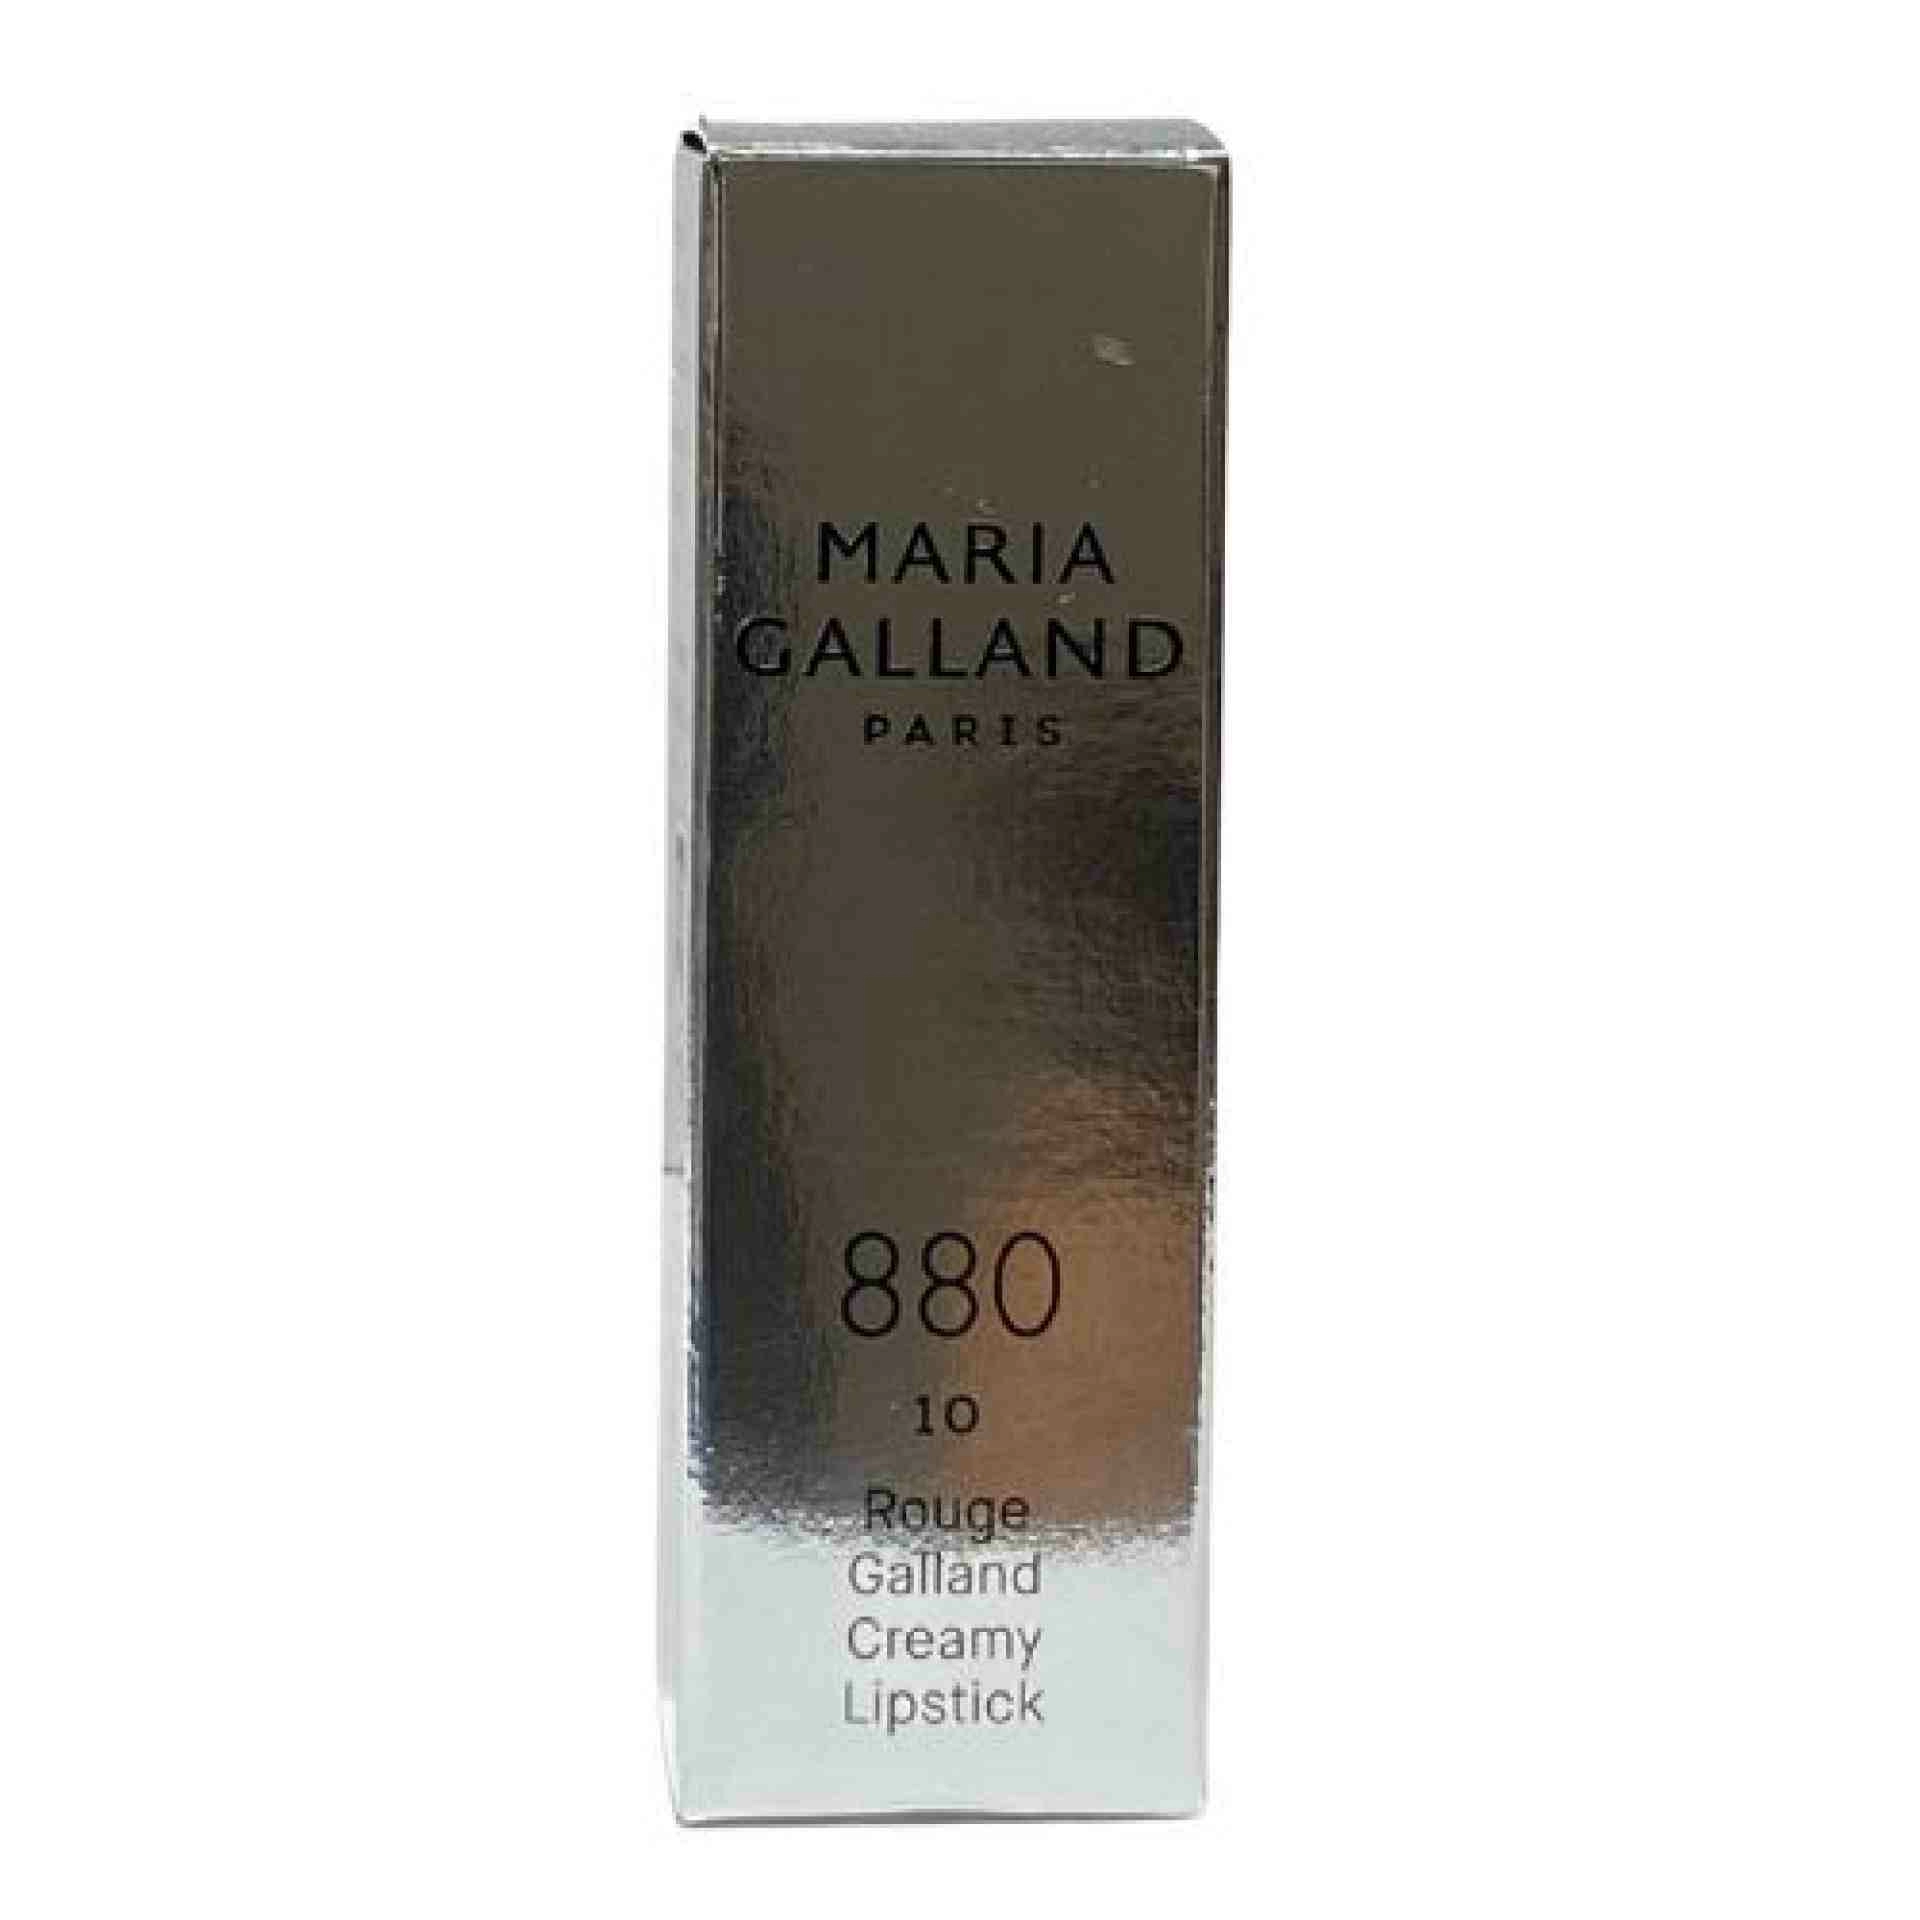 MARIA
GALLAND
PARIS
880
10
Rouge
Galland
Creamy
Lipstick